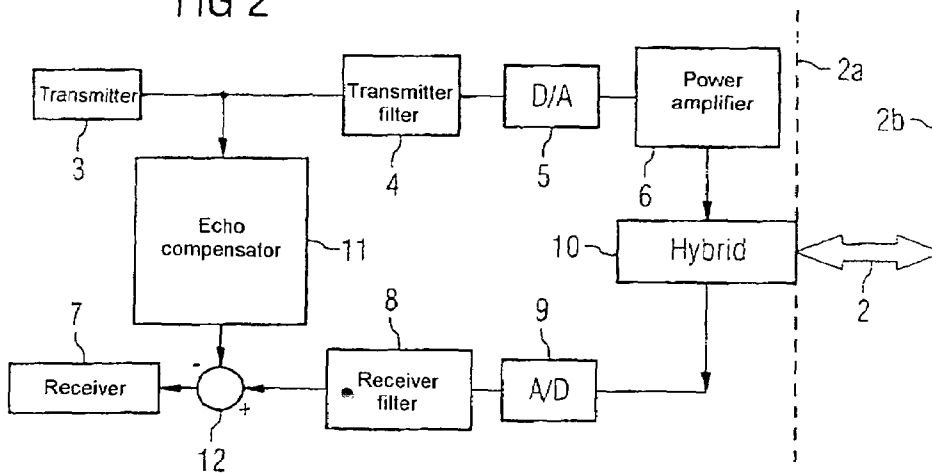 FIG 2
Transmitter
3
Transmitter
filter
4
D/A
5
Power
amplifier
6
2a
2b
Echo
compensator
11
10
Hybrid
2
7
Receiver
-
+
12
8
Receiver
filter
9
A/D